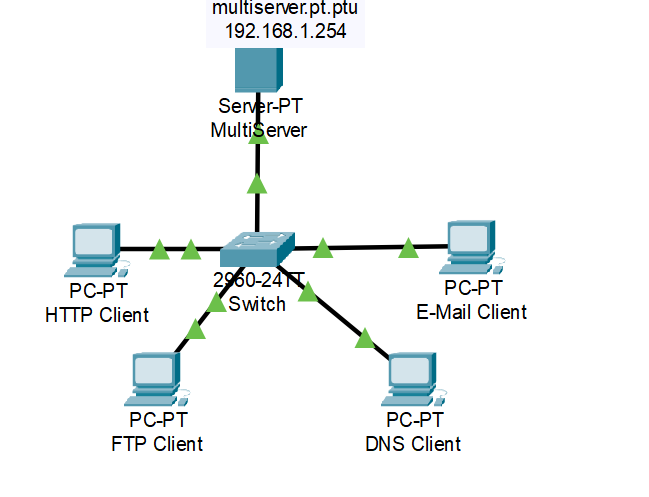 multiserver.pt.ptu
192.168.1.254
Server-PT
MultiServer
PC-PT
HTTP Client
2960-24TT
Switch
PC-PT
E-Mail Client
PC-PT
FTP Client
PC-PT
DNS Client